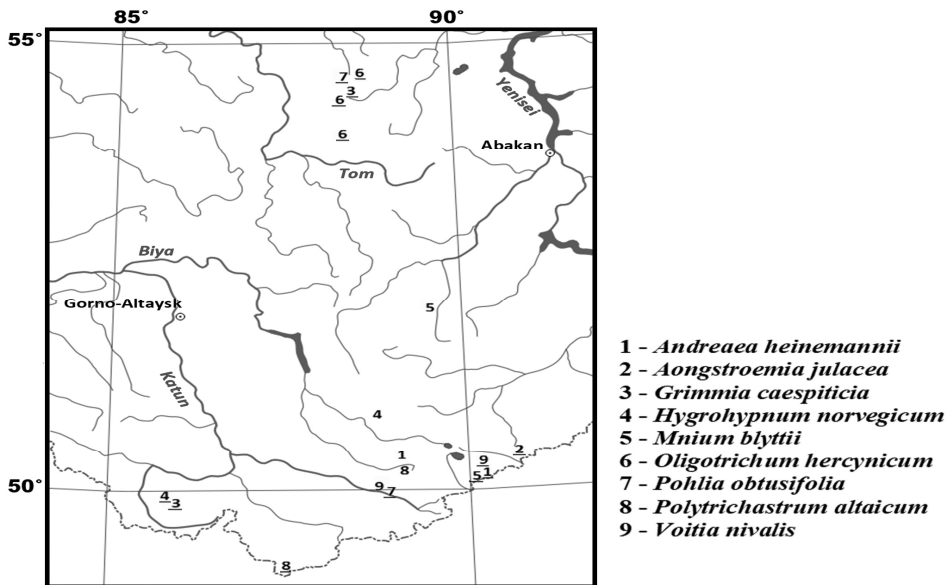 85° 90°
55°
7 6
3
6
Yenisei
6
Abakan
Tom
Biya
Gorno-Altaysk
5
Katun
4
1
8
2
9
5 1
50°
9 7
4 3
8
1 - Andreaea heinemannii
2 - Aongstroemia julacea
3 - Grimmia caespiticia
4 - Hygrohypnum norvegicum
5 - Mnium blyttii
6 - Oligotrichum hercynicum
7 - Pohlia obtusifolia
8 - Polytrichastrum altaicum
9 - Voitia nivalis